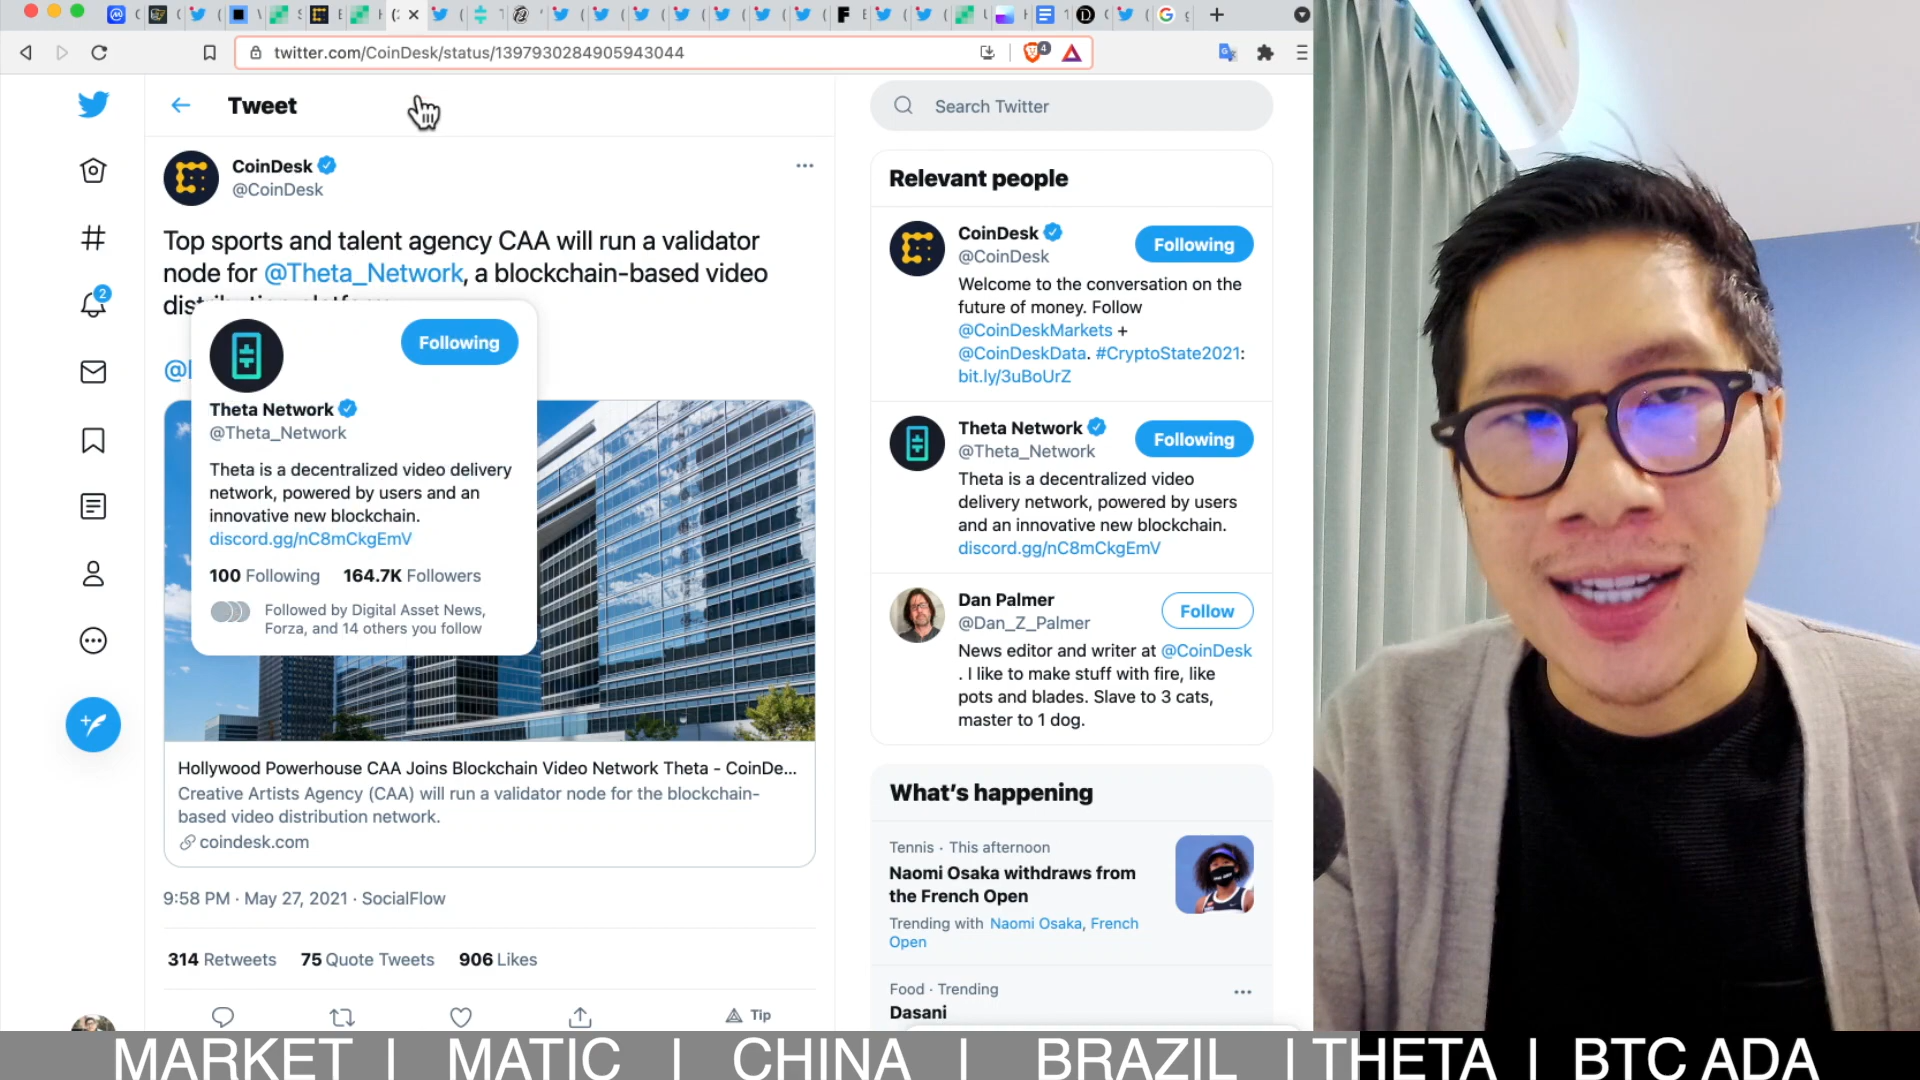 twitter.com/CoinDesk/status/1397930284905943044
4
Tweet
Search Twitter
CoinDesk
@CoinDesk
Top sports and talent agency CAA will run a validator
node for @Theta_Network, a blockchain-based video
2
Following
Theta Network
@Theta_Network
Theta is a decentralized video delivery
network, powered by users and an
innovative new blockchain.
discord.gg/nC8mCkgEmV
100 Following 164.7K Followers
Followed by Digital Asset News,
Forza, and 14 others you follow
Hollywood Powerhouse CAA Joins Blockchain Video Network Theta - CoinDe...
Creative Artists Agency (CAA) will run a validator node for the blockchain-
based video distribution network.
coindesk.com
9:58 PM · May 27, 2021 · SocialFlow
314 Retweets 75 Quote Tweets 906 Likes
Tip
Relevant people
CoinDesk
@CoinDesk
Following
Welcome to the conversation on the
future of money. Follow
@CoinDeskMarkets +
@CoinDeskData. #CryptoState2021:
bit.ly/3uBoUrZ
Theta Network
@Theta_Network
Following
Theta is a decentralized video
delivery network, powered by users
and an innovative new blockchain.
discord.gg/nC8mCkgEmV
Dan Palmer
@Dan_Z_Palmer
Follow
News editor and writer at @CoinDesk
. I like to make stuff with fire, like
pots and blades. Slave to 3 cats,
master to 1 dog.
What's happening
Tennis · This afternoon
Naomi Osaka withdraws from
the French Open
Trending with Naomi Osaka, French
Open
Food · Trending
Dasani
MARKET | MATIC | CHINA | BRAZIL | THETA | BTC ADA